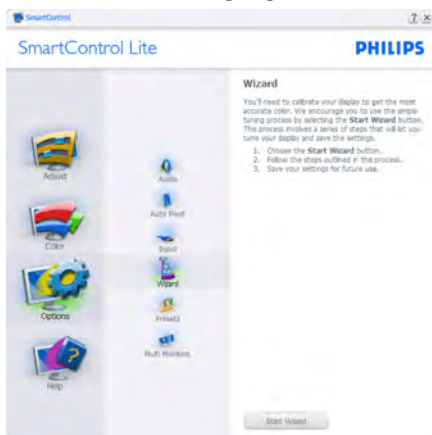 SmartControl
SmartControl Lite
PHILIPS
Wizard
You'll need to calibrate your display to get the most
accurate color. We encourage you to use the simple
tuning process by selecting the Start Wizard button.
This process involves a series of steps that will let you
tune your display and save the settings.
1. Choose the Start Wizard button.
2. Follow the steps outlined in this process.
3. Save your settings for future use.
Adjust
Color
Options
Help
Audio
Auto Pivot
Input
Wizard
Presets
Multi Monitors
Start Wizard